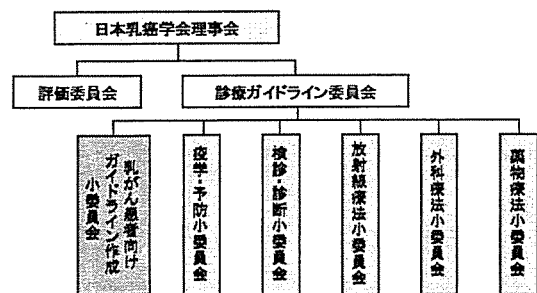 日本乳癌学会理事会
評価委員会
診療ガイドライン委員会
乳がん患者向け
ガイドライン作成
小委員会
疫学・予防小委員会
検診・診断小委員会
放射線療法小委員会
外科療法小委員会
薬物療法小委員会